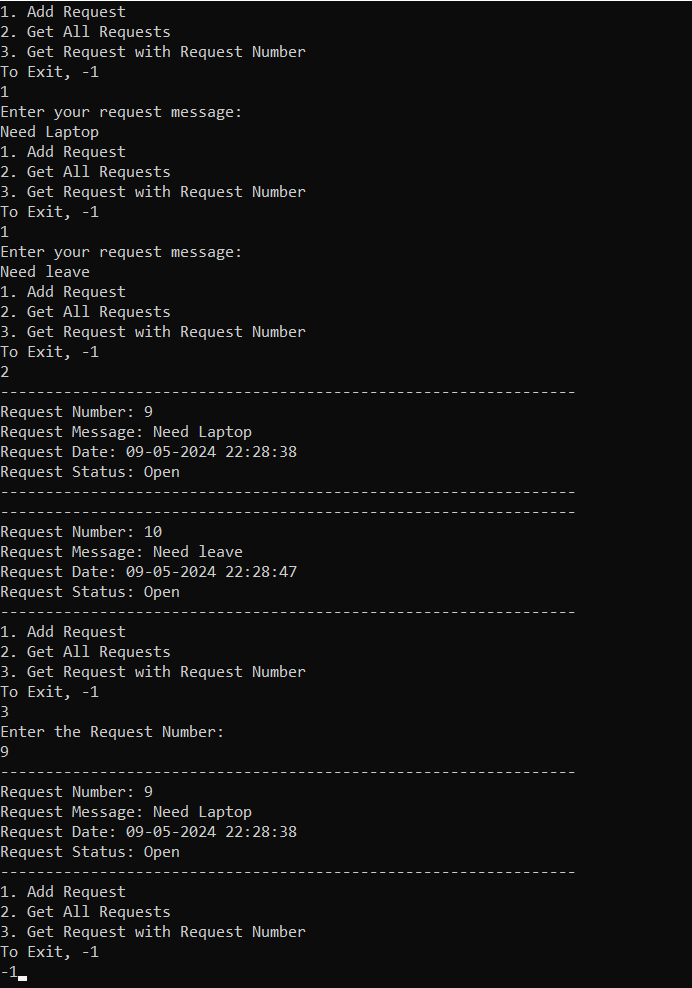 1. Add Request
2. Get All Requests
3. Get Request with Request Number
To Exit, -1
1
Enter your request message:
Need Laptop
1. Add Request
2. Get All Requests
3. Get Request with Request Number
To Exit, -1
1
Enter your request message:
Need leave
1. Add Request
2. Get All Requests
3. Get Request with Request Number
To Exit, -1
2
----------------------------------------------------------------
Request Number: 9
Request Message: Need Laptop
Request Date: 09-05-2024 22:28:38
Request Status: Open
----------------------------------------------------------------
----------------------------------------------------------------
Request Number: 10
Request Message: Need leave
Request Date: 09-05-2024 22:28:47
Request Status: Open
----------------------------------------------------------------
1. Add Request
2. Get All Requests
3. Get Request with Request Number
To Exit, -1
3
Enter the Request Number:
9
----------------------------------------------------------------
Request Number: 9
Request Message: Need Laptop
Request Date: 09-05-2024 22:28:38
Request Status: Open
----------------------------------------------------------------
1. Add Request
2. Get All Requests
3. Get Request with Request Number
To Exit, -1
-1